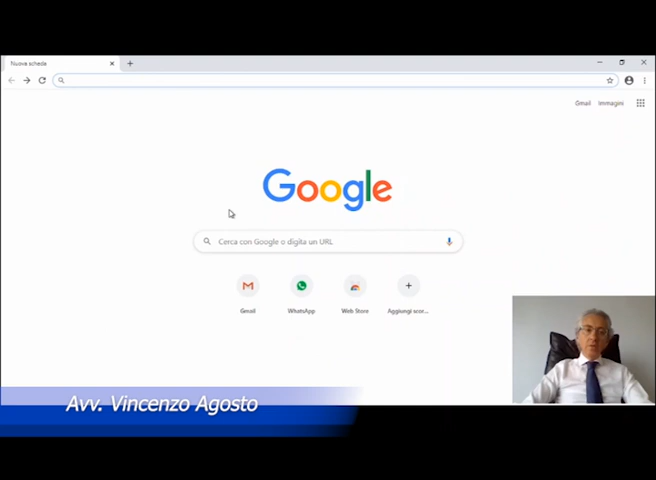 Nuova scheda
Gmail Immagini
Google
Cerca con Google o digita un URL
Gmail WhatsApp Web Store Aggiungi scor...
Avv. Vincenzo Agosto